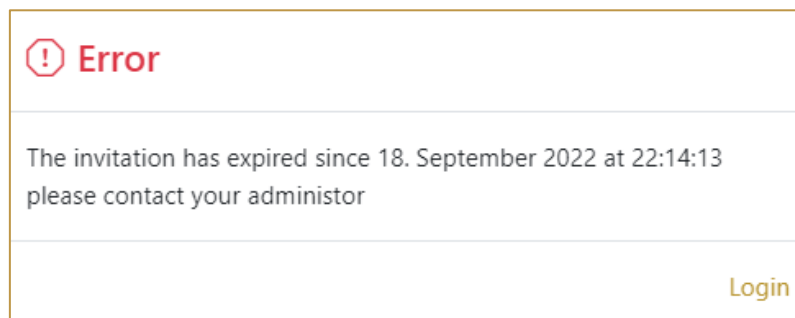 Error
The invitation has expired since 18. September 2022 at 22:14:13
please contact your administor
Login